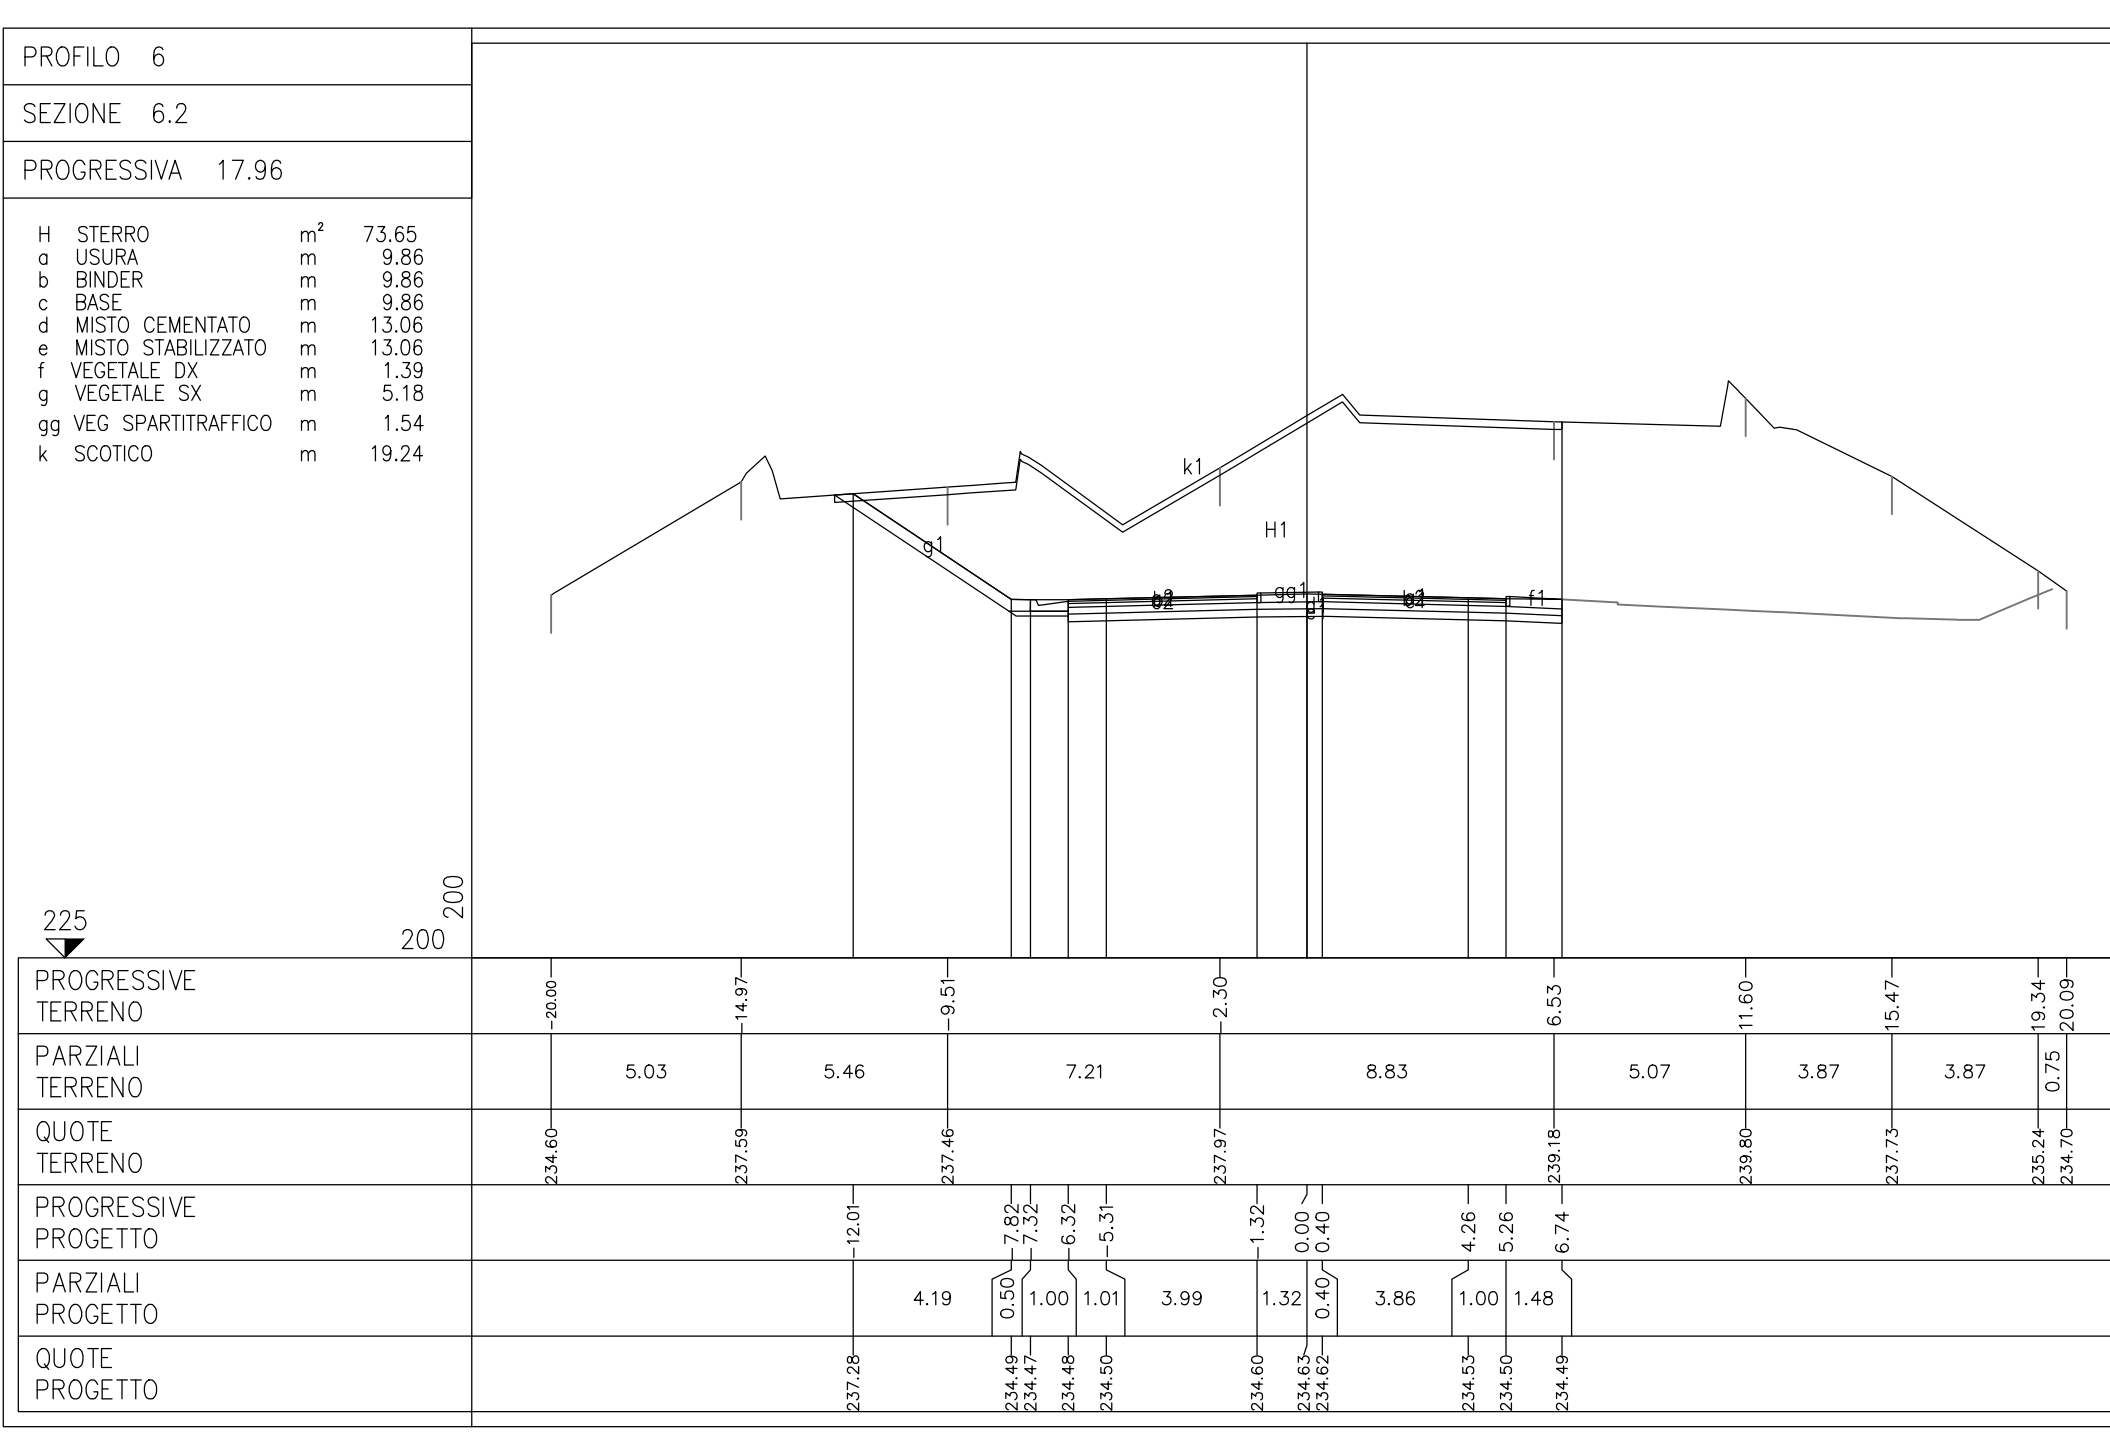 PROFILO 6
SEZIONE 6.2
PROGRESSIVA 17.96
H STERRO m² 73.65
a USURA m 9.86
b BINDER m 9.86
c BASE m 9.86
d MISTO CEMENTATO m 13.06
e MISTO STABILIZZATO m 13.06
f VEGETALE DX m 1.39
g VEGETALE SX m 5.18
gg VEG SPARTITRAFFICO m 1.54
k SCOTICO m 19.24
k1
H1
g1
gg1
f1
225
200
200
PROGRESSIVE
TERRENO
-20.00 -14.97 -9.51 -2.30 6.53 11.60 15.47 19.34 20.09
PARZIALI
TERRENO
5.03 5.46 7.21 8.83 5.07 3.87 3.87 0.75
QUOTE
TERRENO
234.60 237.59 237.46 237.97 239.18 239.80 237.73 235.24 234.70
PROGRESSIVE
PROGETTO
-12.01 -7.82 -7.32 -6.32 -5.31 -1.32 0.00 0.40 4.26 5.26 6.74
PARZIALI
PROGETTO
4.19 0.50 1.00 1.01 3.99 1.32 0.40 3.86 1.00 1.48
QUOTE
PROGETTO
237.28 234.49 234.47 234.48 234.50 234.60 234.63 234.62 234.53 234.50 234.49